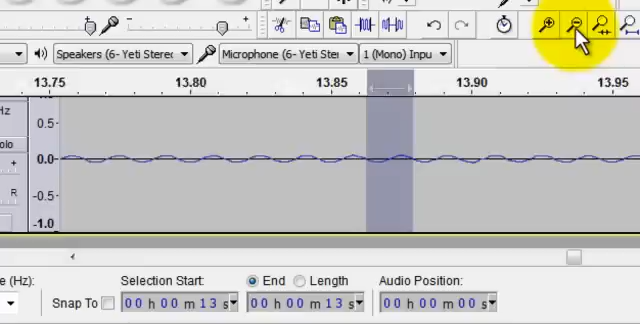 Speakers (6- Yeti Stereo
Microphone (6- Yeti Ster
1 (Mono) Inpu
13.75 13.80 13.85 13.90 13.95
Hz
0.5-
olo
0.0-
+
R
-0.5-
-1.0
e (Hz):
Selection Start:
End
Length
Audio Position:
Snap To
00 h 00 m 13 s
00 h 00 m 13 s
00 h 00 m 00 s